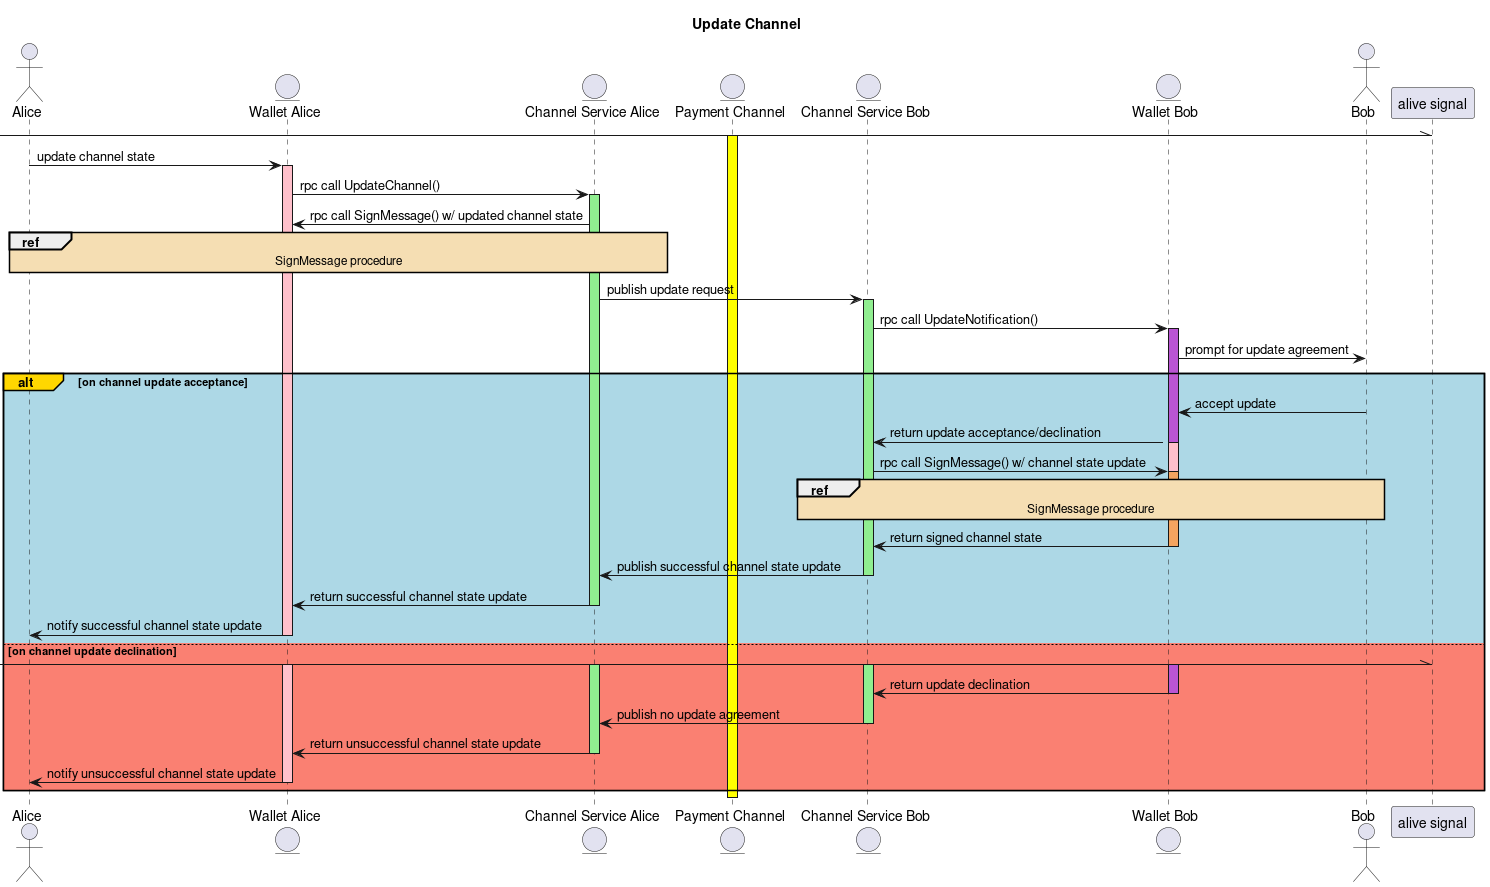 Update Channel
Alice
Wallet Alice
Channel Service Alice
Payment Channel
Channel Service Bob
Wallet Bob
Bob
alive signal
update channel state
rpc call UpdateChannel()
rpc call SignMessage() w/ updated channel state
ref
SignMessage procedure
publish update request
rpc call UpdateNotification()
prompt for update agreement
alt
[on channel update acceptance]
accept update
return update acceptance/declination
rpc call SignMessage() w/ channel state update
ref
SignMessage procedure
return signed channel state
publish successful channel state update
return successful channel state update
notify successful channel state update
[on channel update declination]
return update declination
publish no update agreement
return unsuccessful channel state update
notify unsuccessful channel state update
Alice
Wallet Alice
Channel Service Alice
Payment Channel
Channel Service Bob
Wallet Bob
Bob
alive signal